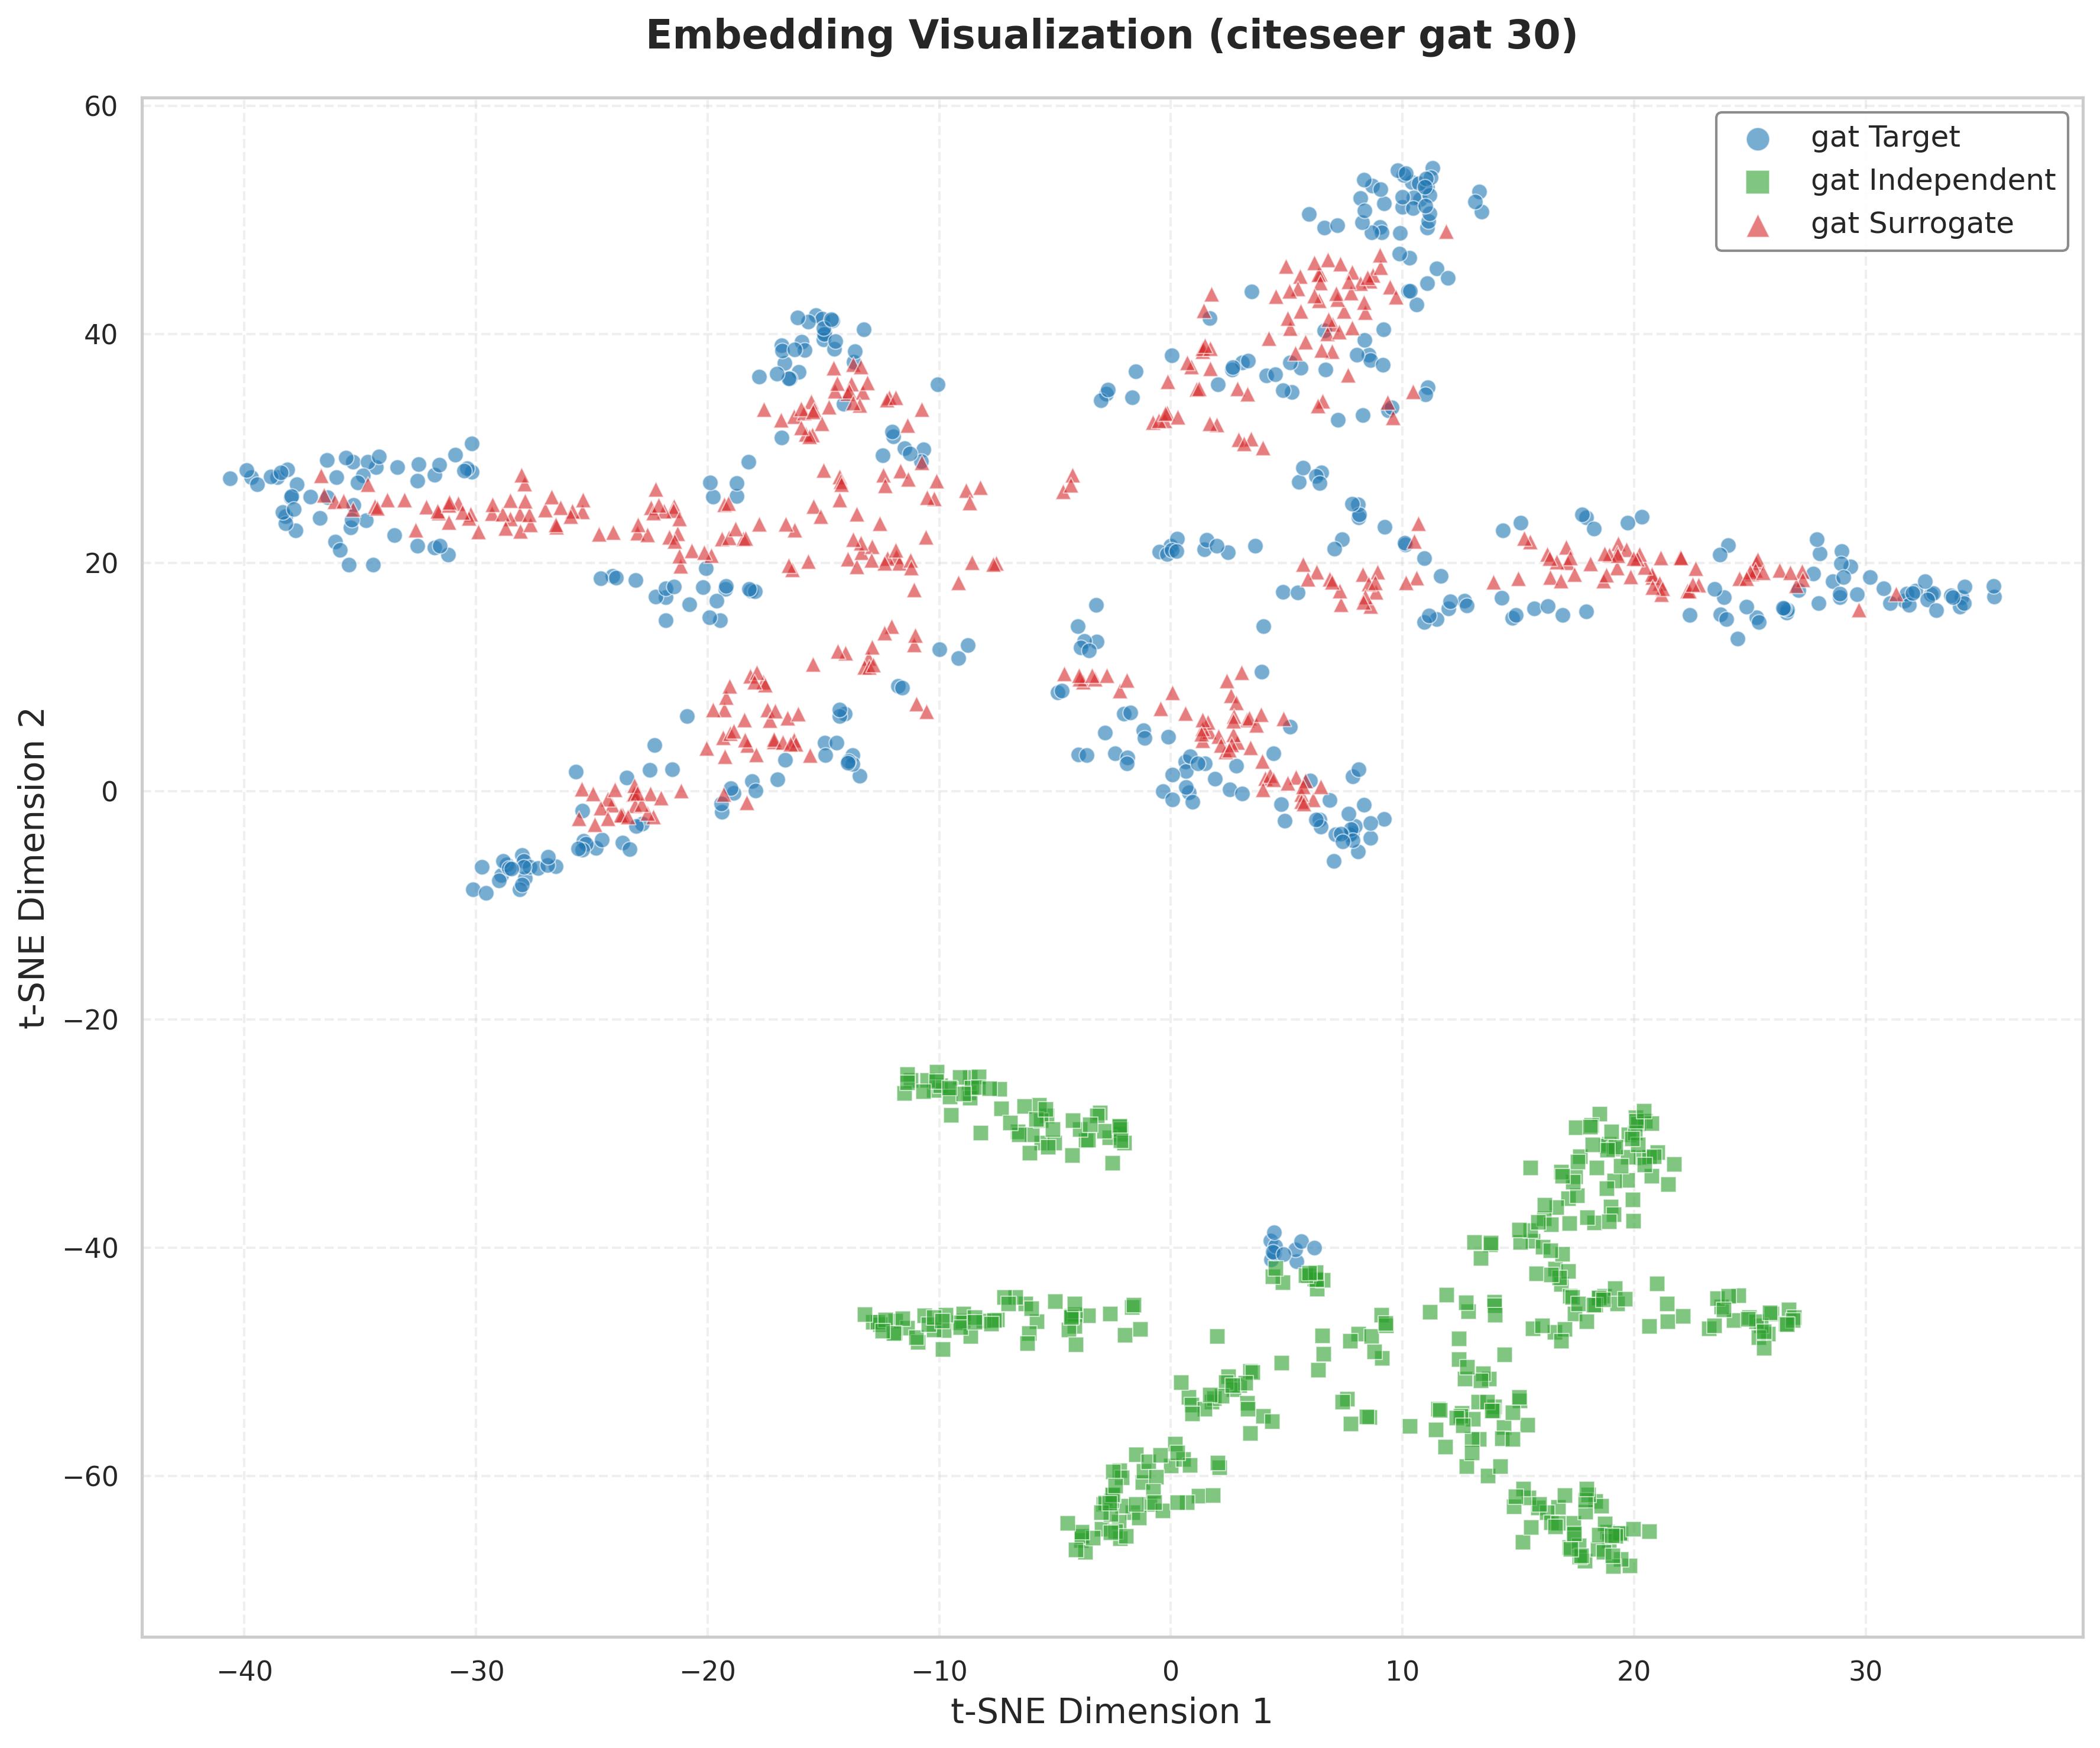 Embedding Visualization (citeseer gat 30)
gat Target
gat Independent
gat Surrogate
60
40
20
0
−20
−40
−60
t-SNE Dimension 2
−40 −30 −20 −10 0 10 20 30
t-SNE Dimension 1